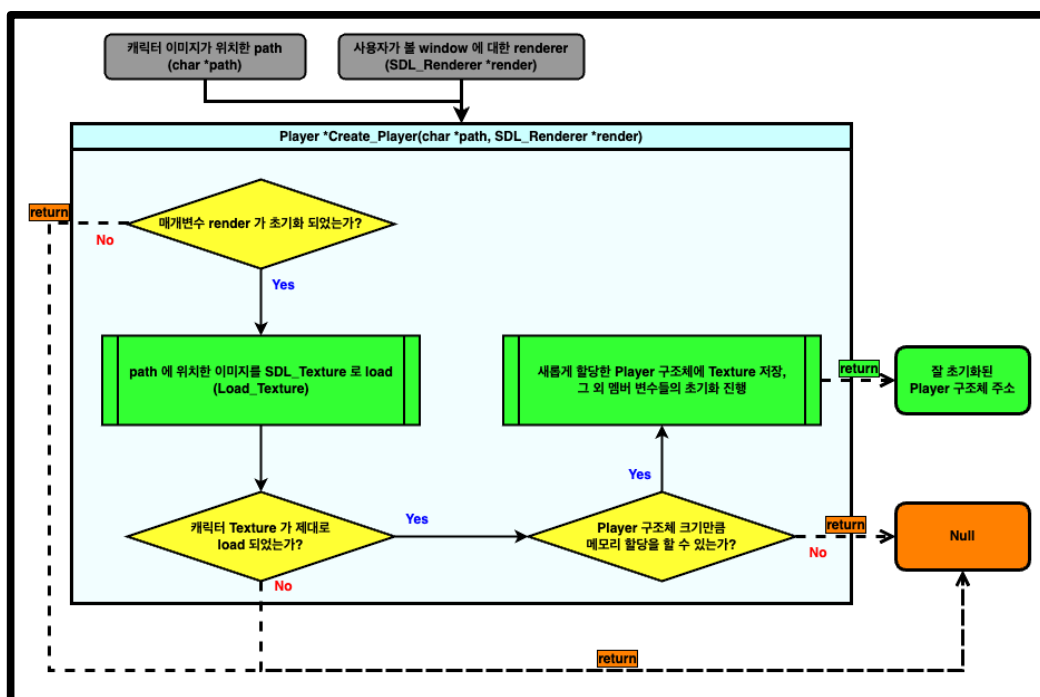 캐릭터 이미지가 위치한 path
(char *path)
사용자가 볼 window 에 대한 renderer
(SDL_Renderer *render)
Player *Create_Player(char *path, SDL_Renderer *render)
return
No
매개변수 render 가 초기화 되었는가?
Yes
path 에 위치한 이미지를 SDL_Texture 로 load
(Load_Texture)
새롭게 할당한 Player 구조체에 Texture 저장,
그 외 멤버 변수들의 초기화 진행
return
잘 초기화된
Player 구조체 주소
Yes
캐릭터 Texture 가 제대로
load 되었는가?
Yes
Player 구조체 크기만큼
메모리 할당을 할 수 있는가?
return
No
Null
No
return